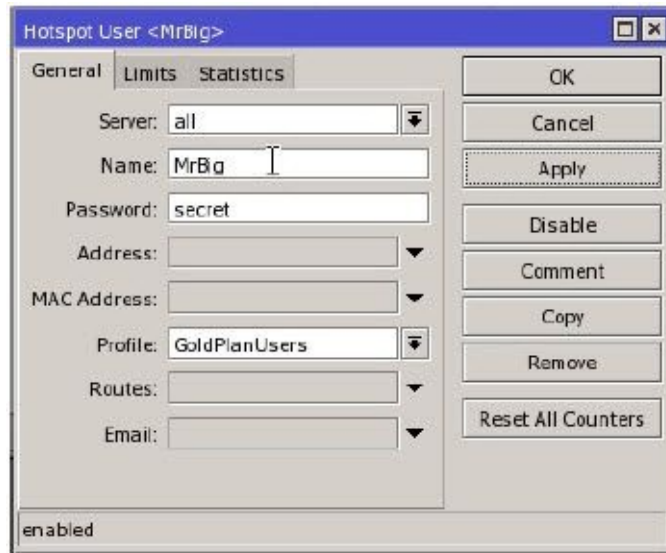 Hotspot User <MrBig>
General Limits Statistics
Server: all
Name: MrBig
Password: secret
Address:
MAC Address:
Profile: GoldPlanUsers
Routes:
Email:
OK
Cancel
Apply
Disable
Comment
Copy
Remove
Reset All Counters
enabled